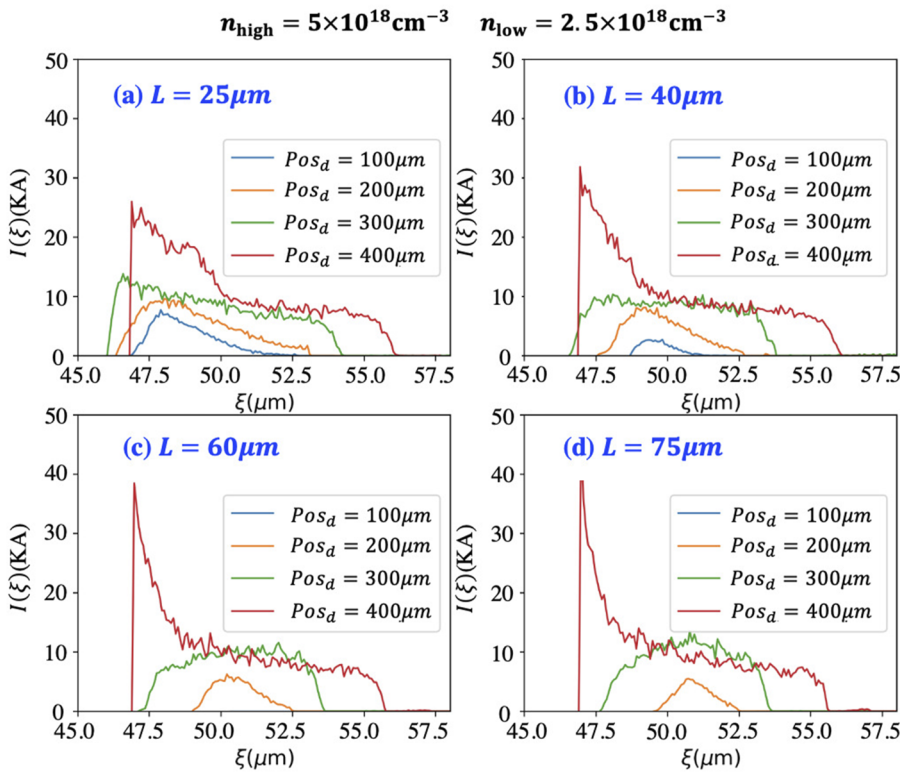 n_high = 5×10^18 cm^−3    n_low = 2.5×10^18 cm^−3
(a) L = 25μm
50
40
30
20
10
0
I(ξ)(KA)
Pos_d = 100μm
Pos_d = 200μm
Pos_d = 300μm
Pos_d = 400μm
45.0 47.5 50.0 52.5 55.0 57.5
ξ(μm)
(b) L = 40μm
50
40
30
20
10
0
I(ξ)(KA)
Pos_d = 100μm
Pos_d = 200μm
Pos_d = 300μm
Pos_d = 400μm
45.0 47.5 50.0 52.5 55.0 57.5
ξ(μm)
(c) L = 60μm
50
40
30
20
10
0
I(ξ)(KA)
Pos_d = 100μm
Pos_d = 200μm
Pos_d = 300μm
Pos_d = 400μm
45.0 47.5 50.0 52.5 55.0 57.5
ξ(μm)
(d) L = 75μm
50
40
30
20
10
0
I(ξ)(KA)
Pos_d = 100μm
Pos_d = 200μm
Pos_d = 300μm
Pos_d = 400μm
45.0 47.5 50.0 52.5 55.0 57.5
ξ(μm)